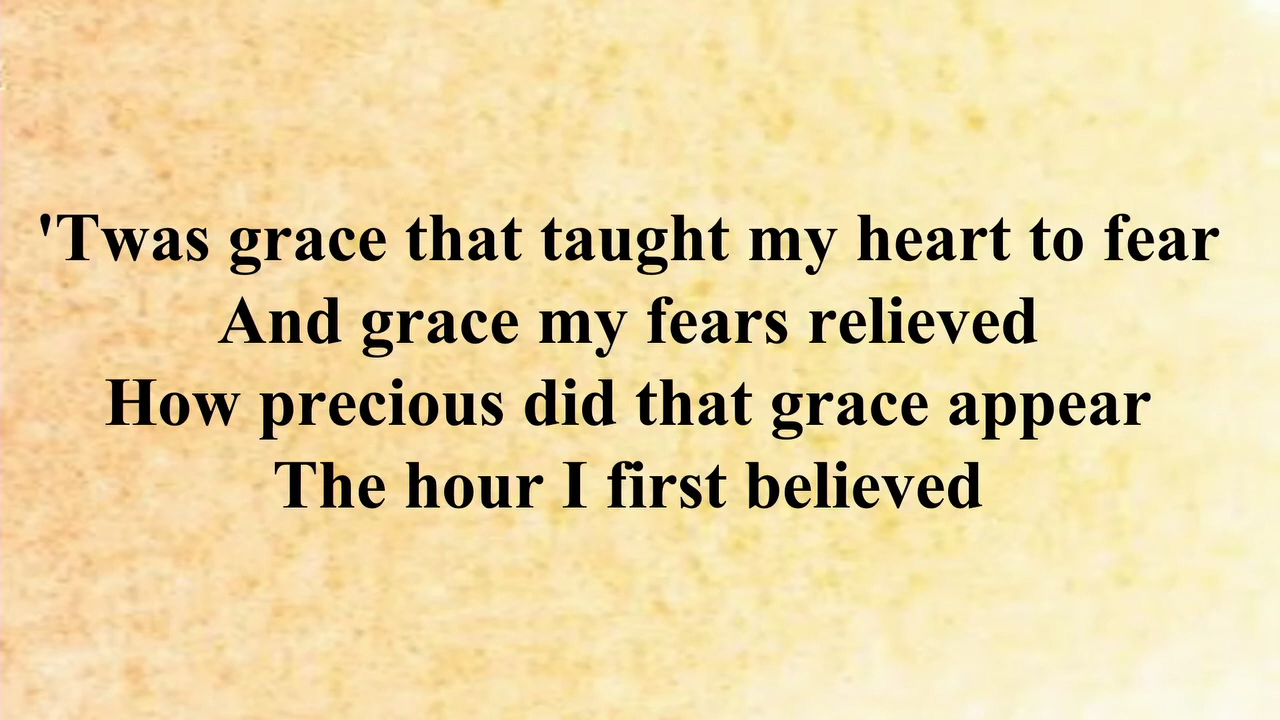 'Twas grace that taught my heart to fear
And grace my fears relieved
How precious did that grace appear
The hour I first believed